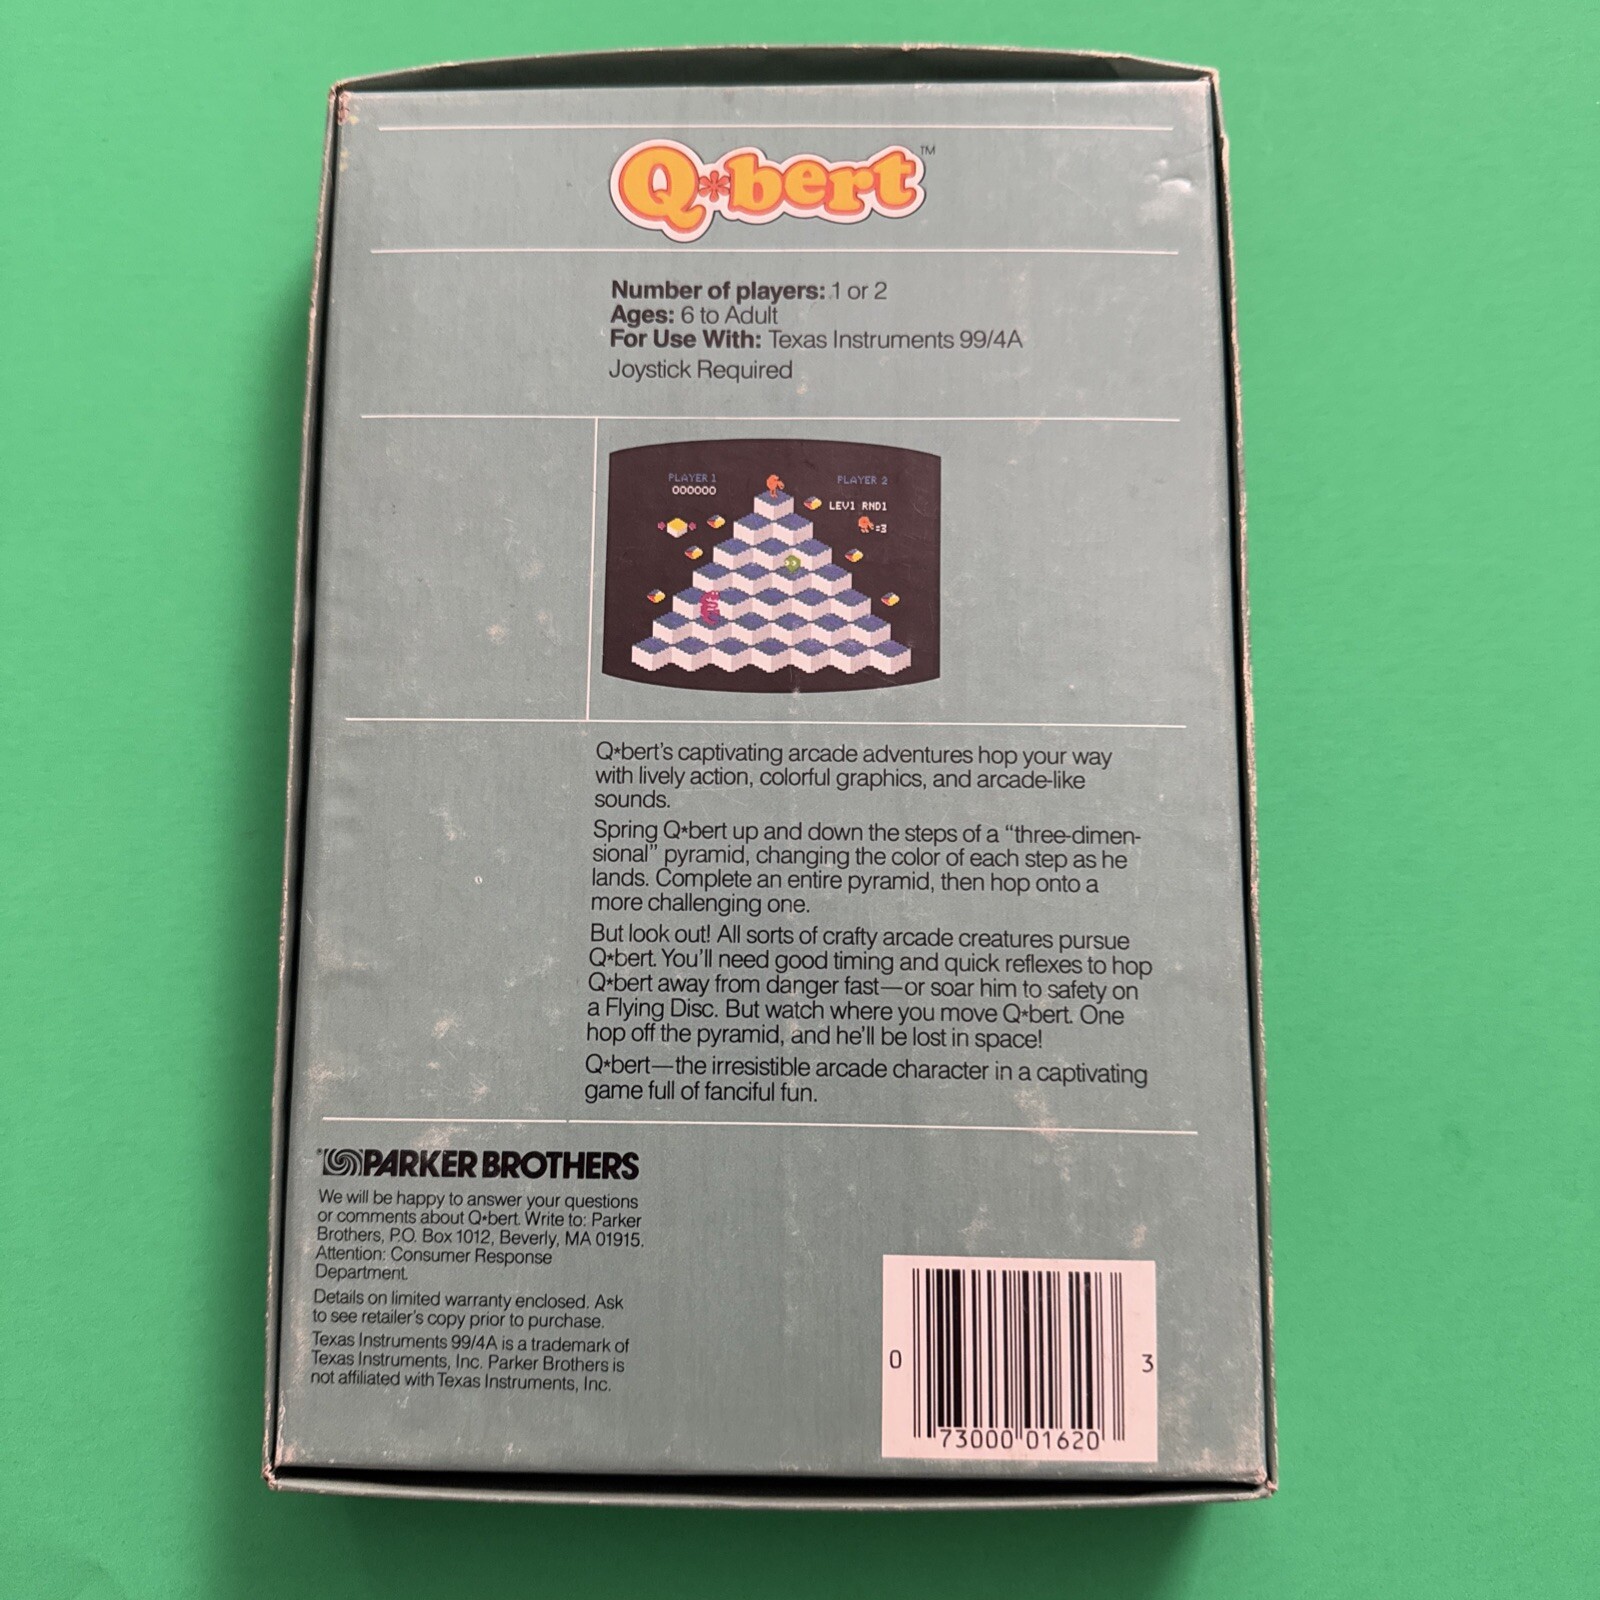 Q*bert™
Number of players: 1 or 2
Ages: 6 to Adult
For Use With: Texas Instruments 99/4A
Joystick Required
PLAYER 1
000000
PLAYER 2
LEV1 RND1
=3
Q*bert's captivating arcade adventures hop your way
with lively action, colorful graphics, and arcade-like
sounds.
Spring Q*bert up and down the steps of a “three-dimen-
sional” pyramid, changing the color of each step as he
lands. Complete an entire pyramid, then hop onto a
more challenging one.
But look out! All sorts of crafty arcade creatures pursue
Q*bert. You'll need good timing and quick reflexes to hop
Q*bert away from danger fast—or soar him to safety on
a Flying Disc. But watch where you move Q*bert. One
hop off the pyramid, and he'll be lost in space!
Q*bert—the irresistible arcade character in a captivating
game full of fanciful fun.
PARKER BROTHERS
We will be happy to answer your questions
or comments about Q*bert. Write to: Parker
Brothers, P.O. Box 1012, Beverly, MA 01915.
Attention: Consumer Response
Department.
Details on limited warranty enclosed. Ask
to see retailer's copy prior to purchase.
Texas Instruments 99/4A is a trademark of
Texas Instruments, Inc. Parker Brothers is
not affiliated with Texas Instruments, Inc.
0 73000 01620 3